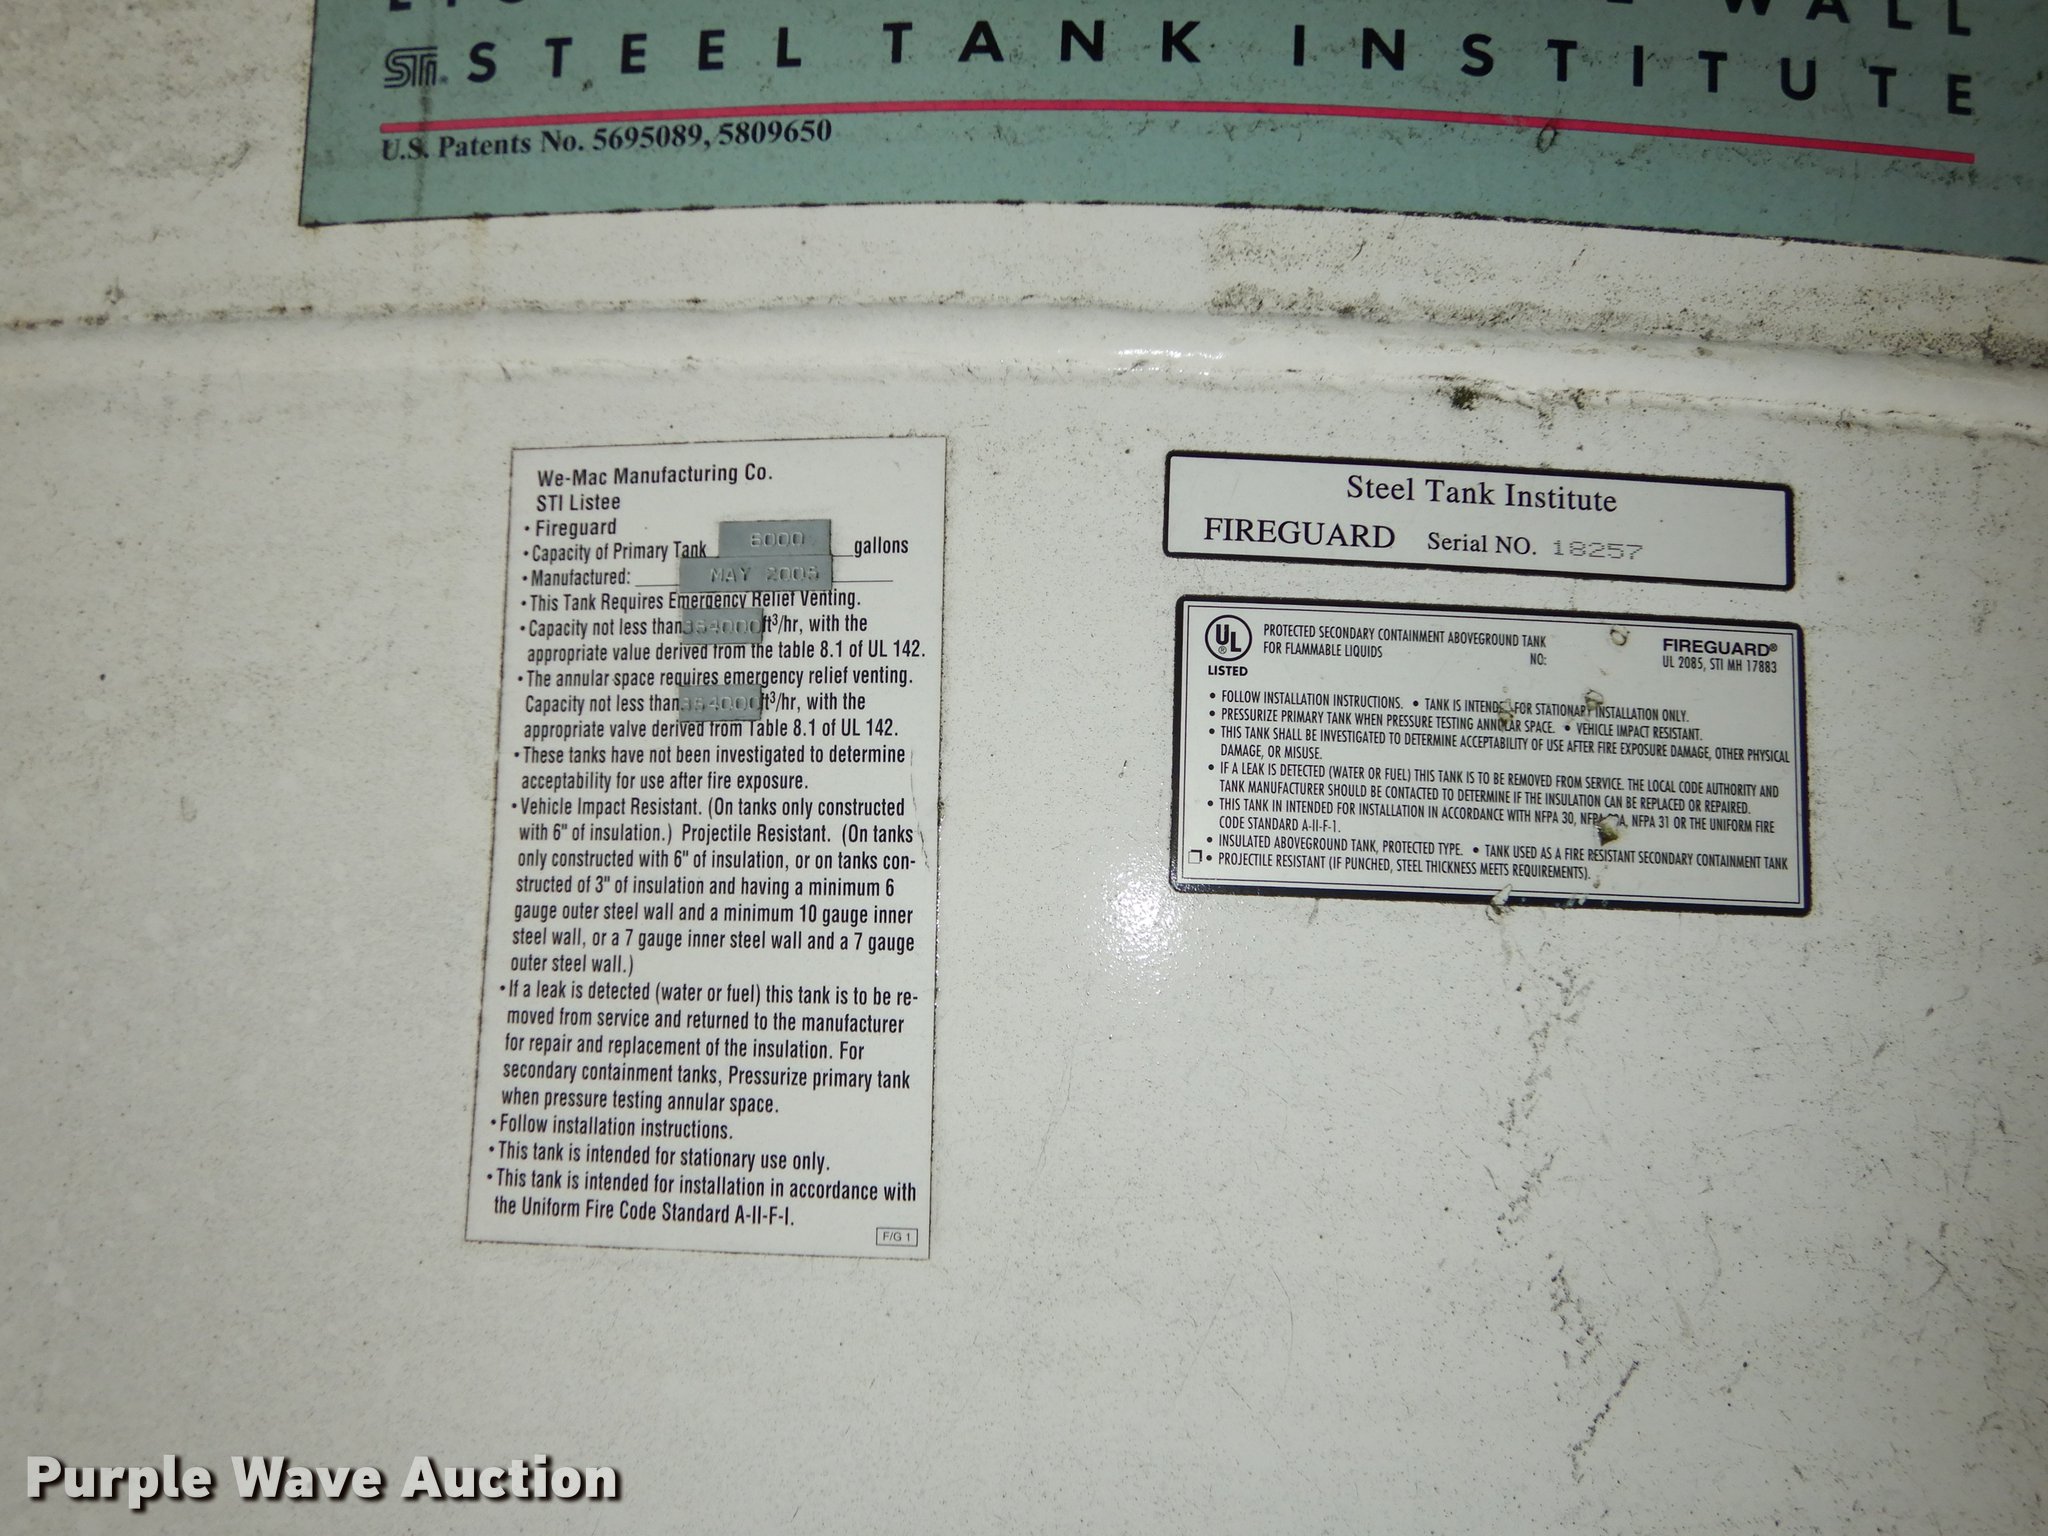 WALL
STi® STEEL TANK INSTITUTE
U.S. Patents No. 5695089, 5809650
We-Mac Manufacturing Co.
STI Listee
• Fireguard
• Capacity of Primary Tank 6000 gallons
• Manufactured: MAY 2005
• This Tank Requires Emergency Relief Venting.
• Capacity not less than 354000 ft³/hr, with the
appropriate value derived from the table 8.1 of UL 142.
• The annular space requires emergency relief venting.
Capacity not less than 354000 ft³/hr, with the
appropriate valve derived from Table 8.1 of UL 142.
• These tanks have not been investigated to determine
acceptability for use after fire exposure.
• Vehicle Impact Resistant. (On tanks only constructed
with 6" of insulation.) Projectile Resistant. (On tanks
only constructed with 6" of insulation, or on tanks con-
structed of 3" of insulation and having a minimum 6
gauge outer steel wall and a minimum 10 gauge inner
steel wall, or a 7 gauge inner steel wall and a 7 gauge
outer steel wall.)
• If a leak is detected (water or fuel) this tank is to be re-
moved from service and returned to the manufacturer
for repair and replacement of the insulation. For
secondary containment tanks, Pressurize primary tank
when pressure testing annular space.
• Follow installation instructions.
• This tank is intended for stationary use only.
• This tank is intended for installation in accordance with
the Uniform Fire Code Standard A-II-F-I.
F/G 1
Steel Tank Institute
FIREGUARD Serial NO. 18257
UL ® LISTED
PROTECTED SECONDARY CONTAINMENT ABOVEGROUND TANK
FOR FLAMMABLE LIQUIDS NO:
FIREGUARD®
UL 2085, STI MH 17883
• FOLLOW INSTALLATION INSTRUCTIONS. • TANK IS INTENDED FOR STATIONARY INSTALLATION ONLY.
• PRESSURIZE PRIMARY TANK WHEN PRESSURE TESTING ANNULAR SPACE. • VEHICLE IMPACT RESISTANT.
• THIS TANK SHALL BE INVESTIGATED TO DETERMINE ACCEPTABILITY OF USE AFTER FIRE EXPOSURE DAMAGE, OTHER PHYSICAL
DAMAGE, OR MISUSE.
• IF A LEAK IS DETECTED (WATER OR FUEL) THIS TANK IS TO BE REMOVED FROM SERVICE. THE LOCAL CODE AUTHORITY AND
TANK MANUFACTURER SHOULD BE CONTACTED TO DETERMINE IF THE INSULATION CAN BE REPLACED OR REPAIRED.
• THIS TANK IN INTENDED FOR INSTALLATION IN ACCORDANCE WITH NFPA 30, NFPA 30A, NFPA 31 OR THE UNIFORM FIRE
CODE STANDARD A-II-F-1.
• INSULATED ABOVEGROUND TANK, PROTECTED TYPE. • TANK USED AS A FIRE RESISTANT SECONDARY CONTAINMENT TANK
• PROJECTILE RESISTANT (IF PUNCHED, STEEL THICKNESS MEETS REQUIREMENTS).
Purple Wave Auction